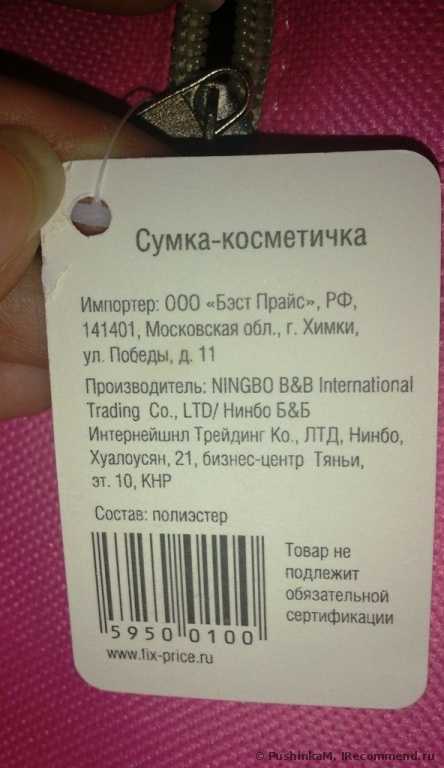 Сумка-косметичка
Импортер: ООО «Бэст Прайс», РФ,
141401, Московская обл., г. Химки,
ул. Победы, д. 11
Производитель: NINGBO B&B International
Trading Co., LTD/ Нинбо Б&Б
Интернейшнл Трейдинг Ко., ЛТД, Нинбо,
Хуалоусян, 21, бизнес-центр Тяньи,
эт. 10, КНР
Состав: полиэстер
Товар не
подлежит
обязательной
сертификации
59500100
www.fix-price.ru
© PushinkaM, IRecommend.ru